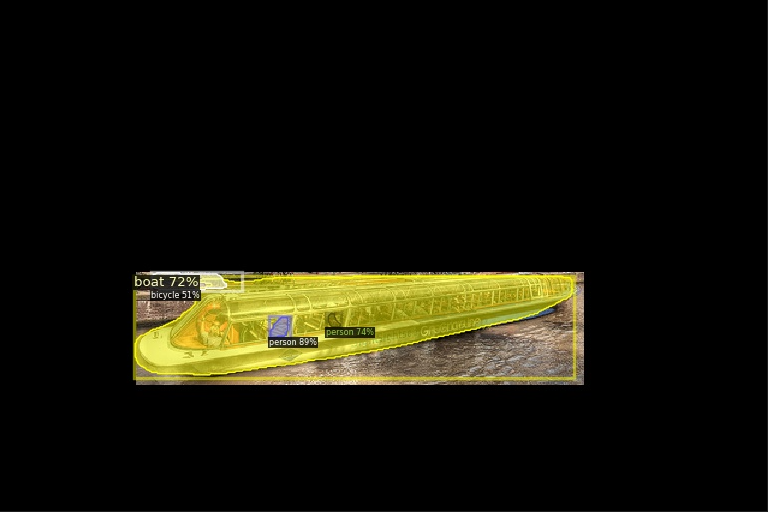 boat 72%
bicycle 51%
person 74%
person 89%